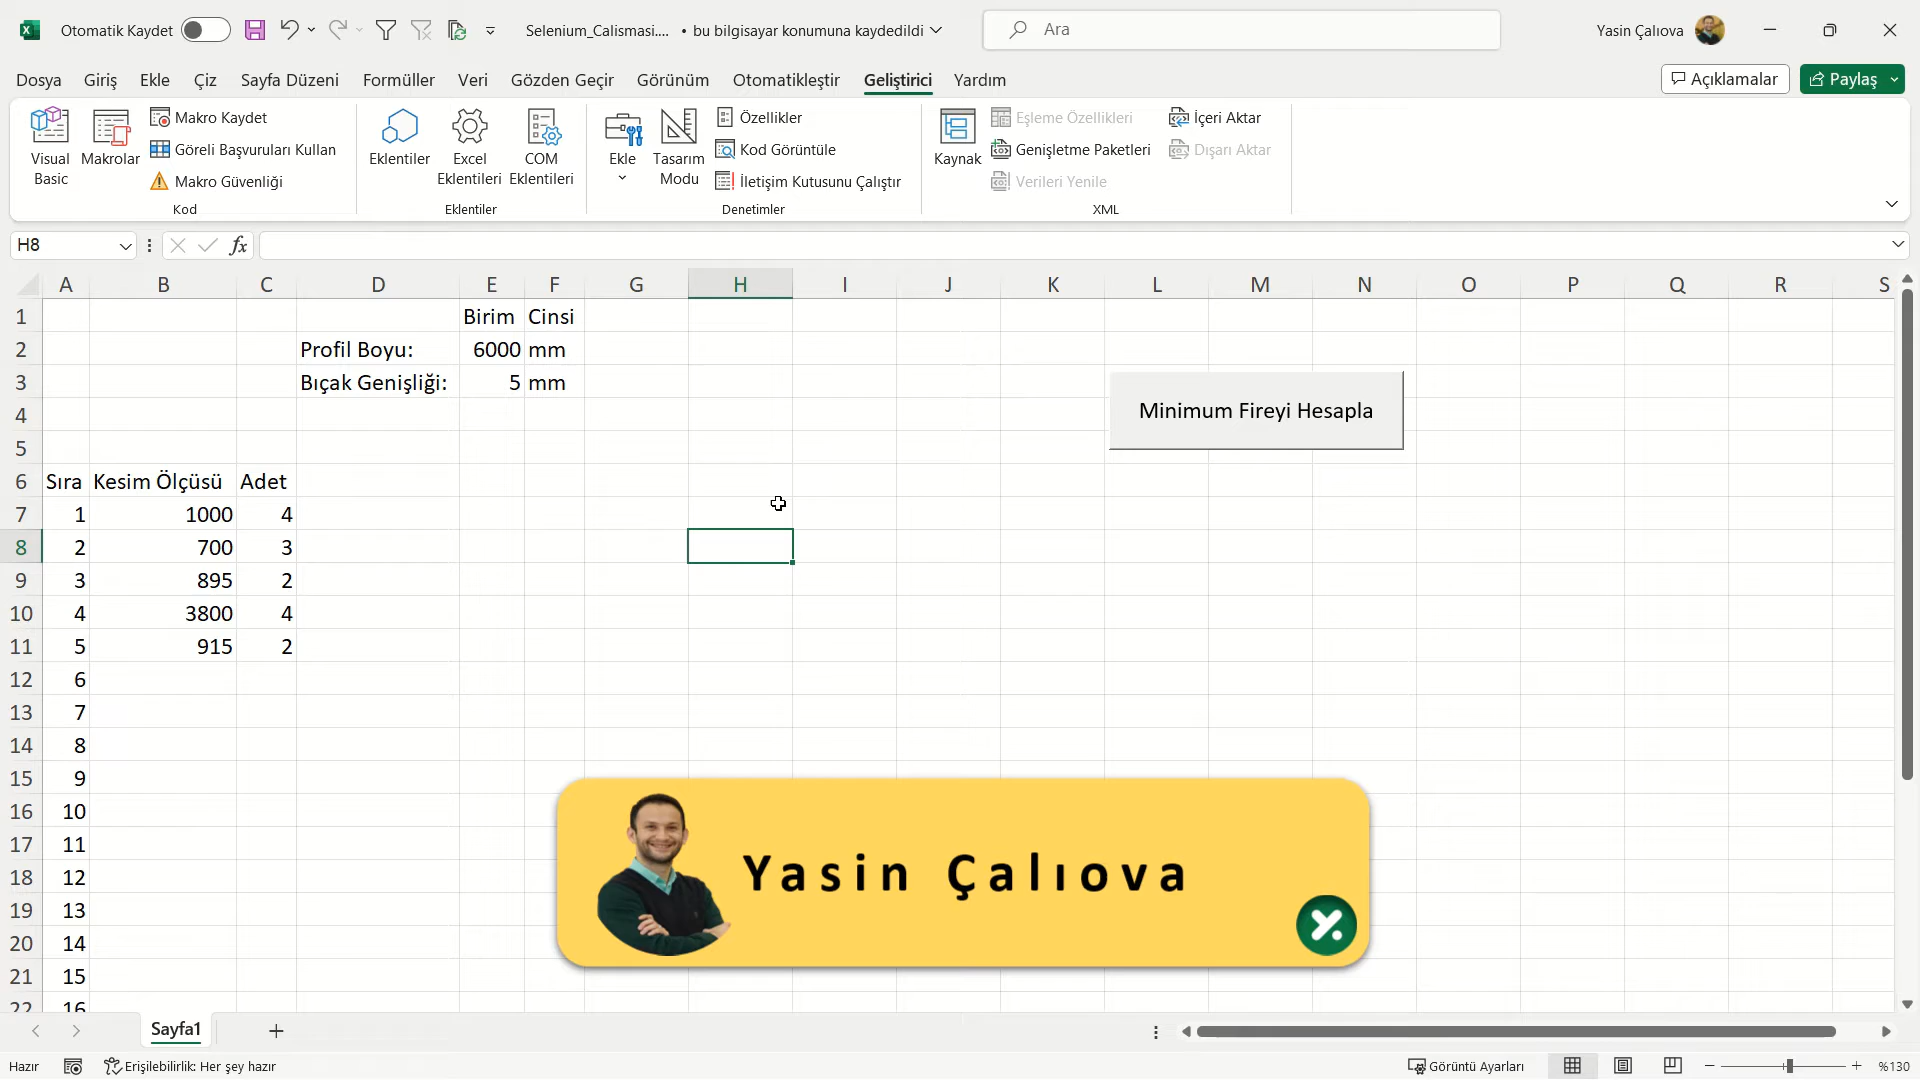 Otomatik Kaydet Selenium_Calismasi.... • bu bilgisayar konumuna kaydedildi Ara Yasin Çalıova
Dosya Giriş Ekle Çiz Sayfa Düzeni Formüller Veri Gözden Geçir Görünüm Otomatikleştir Geliştirici Yardım Açıklamalar Paylaş
Visual Basic
Makrolar
Makro Kaydet
Göreli Başvuruları Kullan
Makro Güvenliği
Kod
Eklentiler
Excel Eklentileri
COM Eklentileri
Eklentiler
Ekle
Tasarım Modu
Özellikler
Kod Görüntüle
İletişim Kutusunu Çalıştır
Denetimler
Kaynak
Eşleme Özellikleri
Genişletme Paketleri
Verileri Yenile
İçeri Aktar
Dışarı Aktar
XML
H8 fx
A B C D E F G H I J K L M N O P Q R S
1 Birim Cinsi
2 Profil Boyu: 6000 mm
3 Bıçak Genişliği: 5 mm
Minimum Fireyi Hesapla
4
5
6 Sıra Kesim Ölçüsü Adet
7 1 1000 4
8 2 700 3
9 3 895 2
10 4 3800 4
11 5 915 2
12 6
13 7
14 8
15 9
16 10
17 11
18 12
19 13
20 14
21 15
22 16
Yasin Çalıova
Sayfa1
Hazır Erişilebilirlik: Her şey hazır Görüntü Ayarları %130